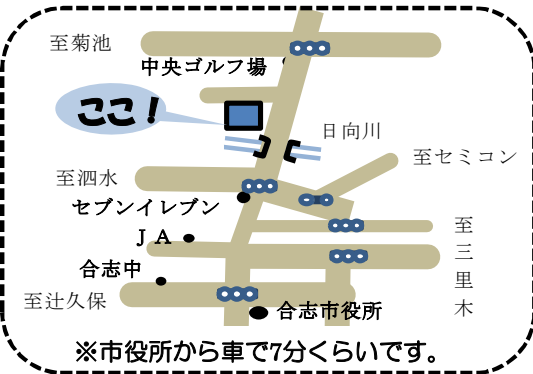 至菊池
中央ゴルフ場
ここ！
日向川
至セミコン
至泗水
セブンイレブン
至三里木
ＪＡ
合志中
至辻久保
合志市役所
※市役所から車で7分くらいです。